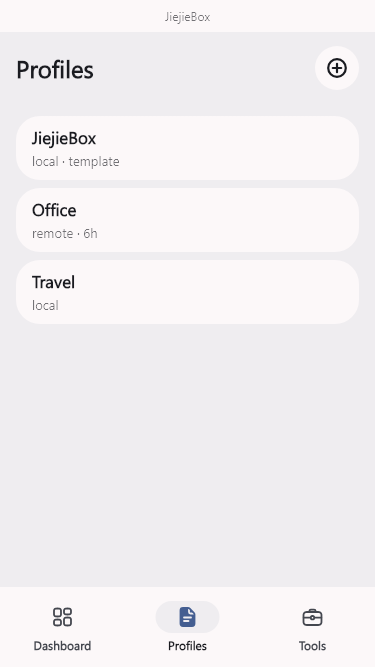 JiejieBox
Profiles
JiejieBox
local · template
Office
remote · 6h
Travel
local
Dashboard
Profiles
Tools